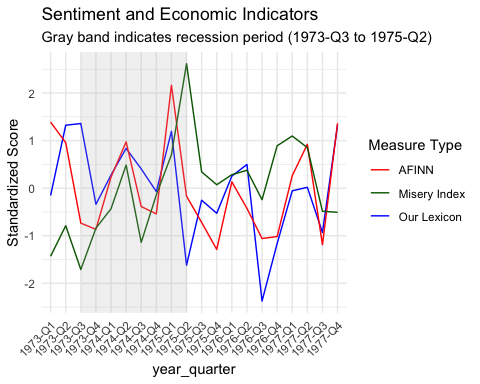 Sentiment and Economic Indicators
Gray band indicates recession period (1973-Q3 to 1975-Q2)
Standardized Score
2
1
0
-1
-2
1973-Q1
1973-Q2
1973-Q3
1973-Q4
1974-Q1
1974-Q2
1974-Q3
1974-Q4
1975-Q1
1975-Q2
1975-Q3
1975-Q4
1976-Q1
1976-Q2
1976-Q3
1976-Q4
1977-Q1
1977-Q2
1977-Q3
1977-Q4
year_quarter
Measure Type
AFINN
Misery Index
Our Lexicon